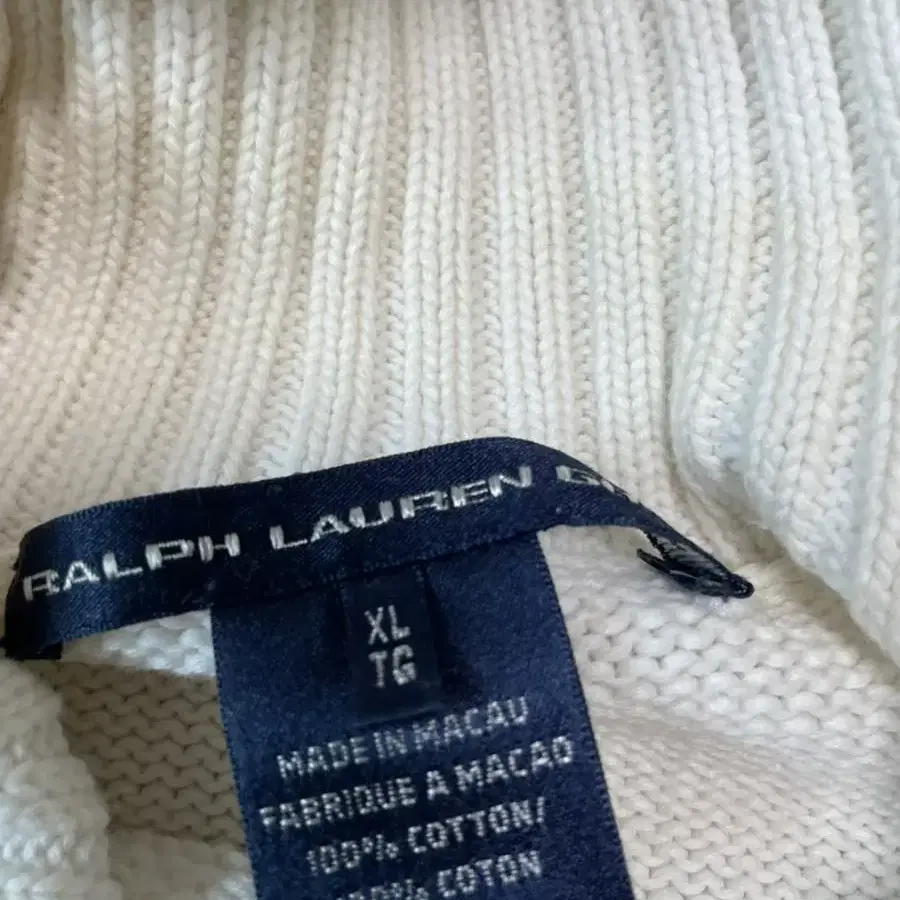 RALPH LAUREN
XL
TG
MADE IN MACAU
FABRIQUE A MACAO
100% COTTON/
100% COTON